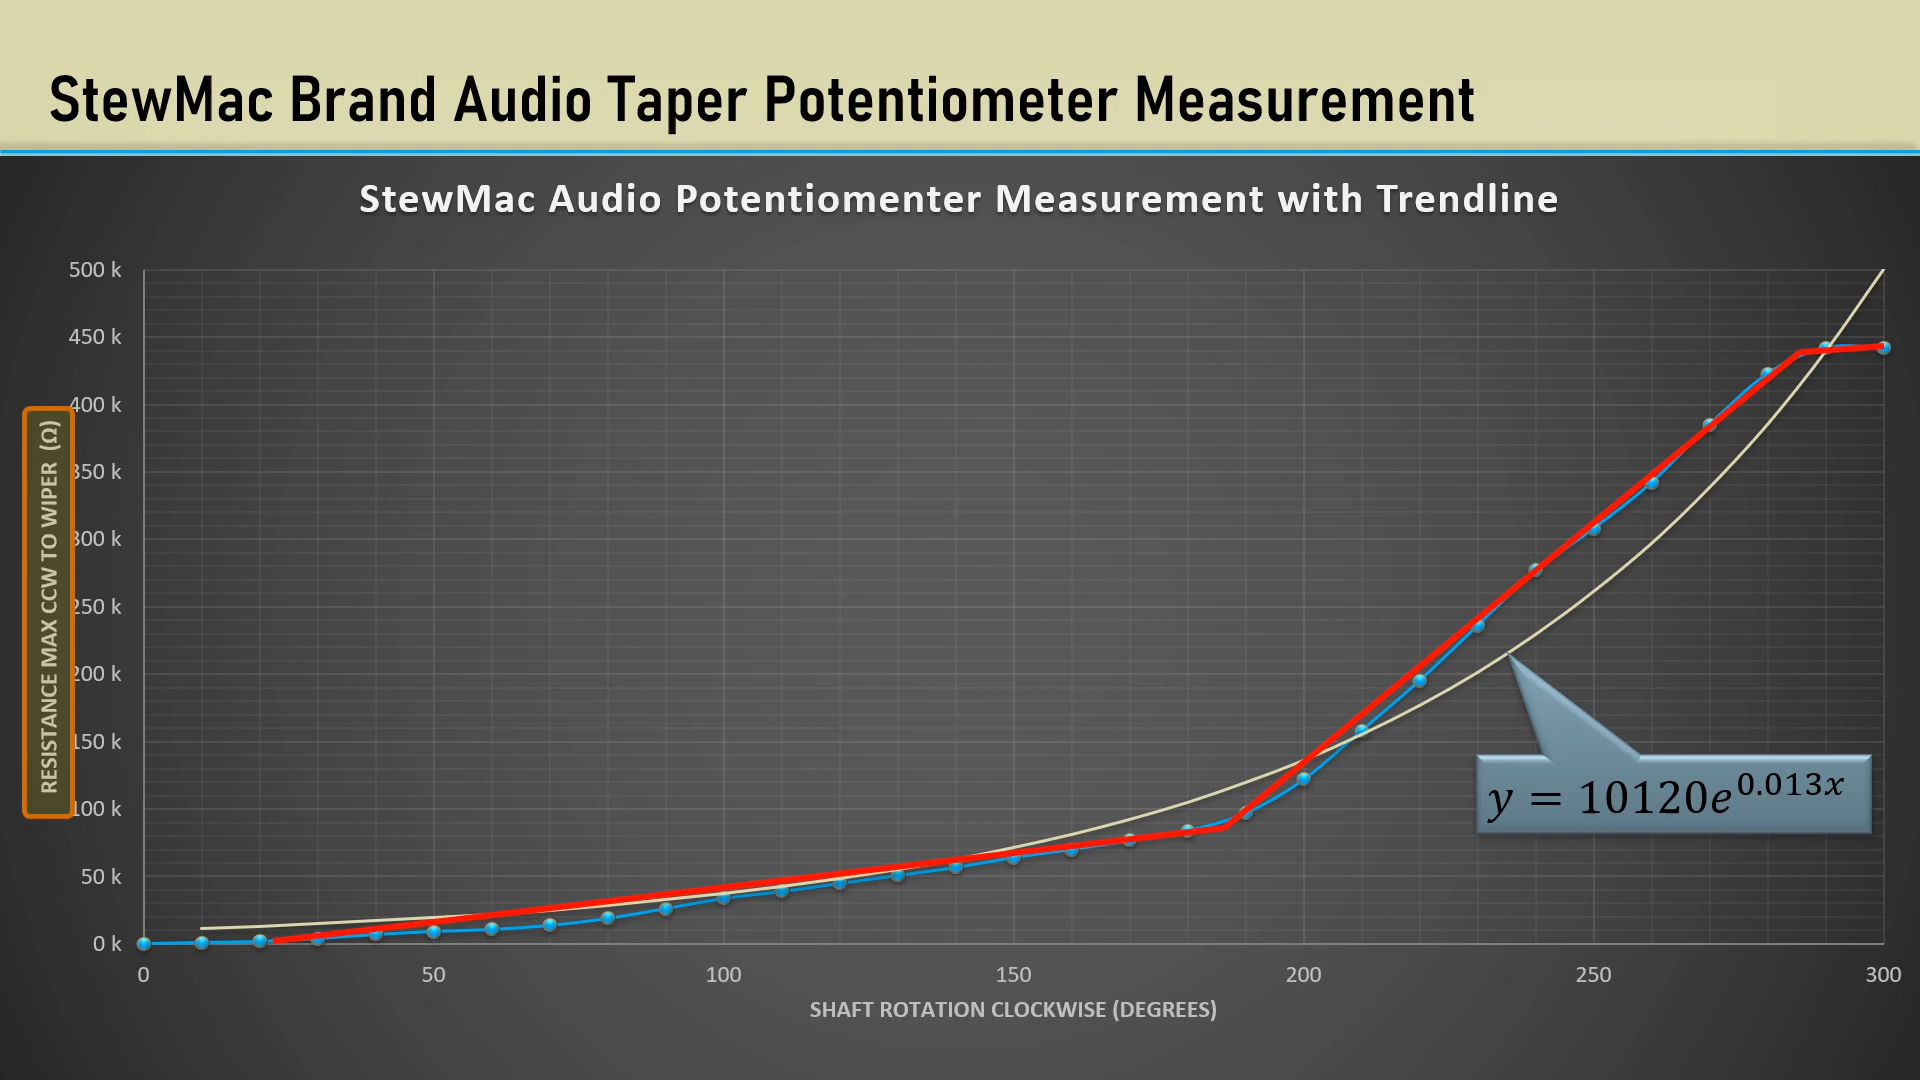 StewMac Brand Audio Taper Potentiometer Measurement
StewMac Audio Potentiomenter Measurement with Trendline
500 k
450 k
400 k
350 k
300 k
250 k
200 k
150 k
100 k
50 k
0 k
RESISTANCE MAX CCW TO WIPER (Ω)
y = 10120e^{0.013x}
0 50 100 150 200 250 300
SHAFT ROTATION CLOCKWISE (DEGREES)